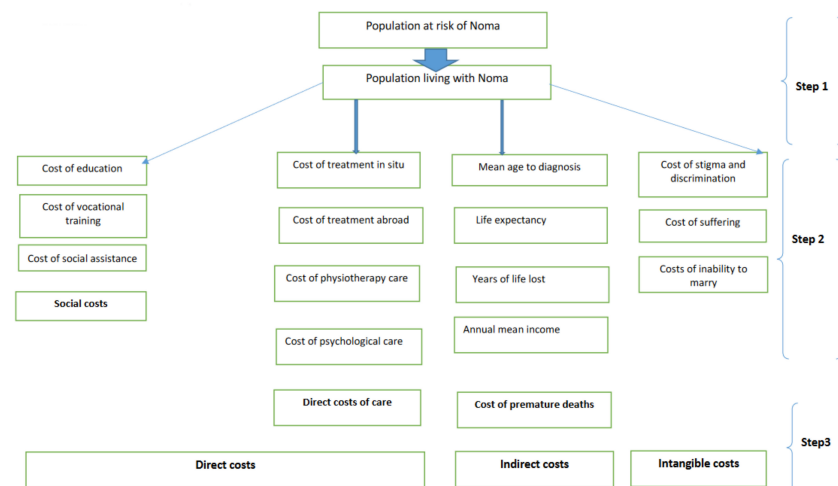 Population at risk of Noma
Population living with Noma
Step 1
Cost of education
Cost of vocational
training
Cost of social assistance
Social costs
Cost of treatment in situ
Cost of treatment abroad
Cost of physiotherapy care
Cost of psychological care
Direct costs of care
Mean age to diagnosis
Life expectancy
Years of life lost
Annual mean income
Cost of premature deaths
Cost of stigma and
discrimination
Cost of suffering
Costs of inability to
marry
Step 2
Step3
Direct costs
Indirect costs
Intangible costs